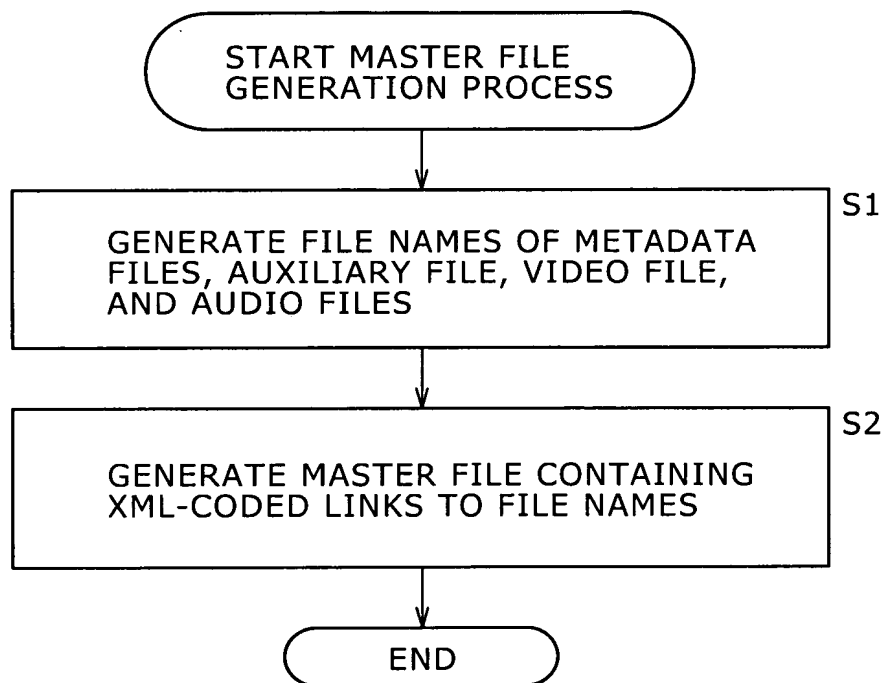 START MASTER FILE
GENERATION PROCESS
S1
GENERATE FILE NAMES OF METADATA
FILES, AUXILIARY FILE, VIDEO FILE,
AND AUDIO FILES
S2
GENERATE MASTER FILE CONTAINING
XML-CODED LINKS TO FILE NAMES
END